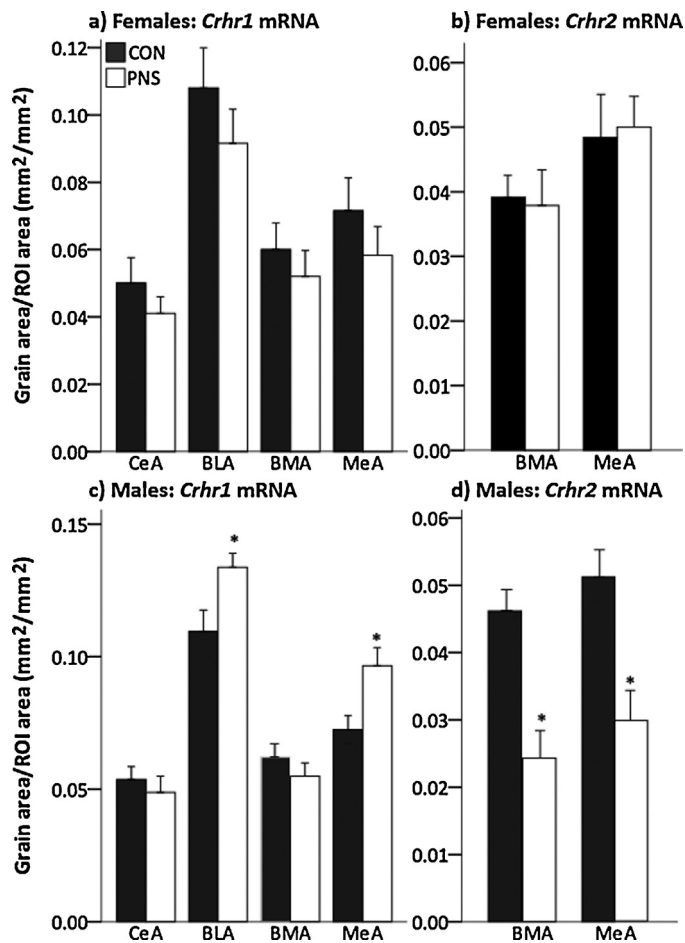 a) Females: Crhr1 mRNA
CON
PNS
Grain area/ROI area (mm²/mm²)
0.12
0.10
0.08
0.06
0.04
0.02
0.00
CeA BLA BMA MeA
b) Females: Crhr2 mRNA
0.06
0.05
0.04
0.03
0.02
0.01
0.00
BMA MeA
c) Males: Crhr1 mRNA
Grain area/ROI area (mm²/mm²)
0.15
0.10
0.05
0.00
* *
CeA BLA BMA MeA
d) Males: Crhr2 mRNA
0.06
0.05
0.04
0.03
0.02
0.01
0.00
* *
BMA MeA